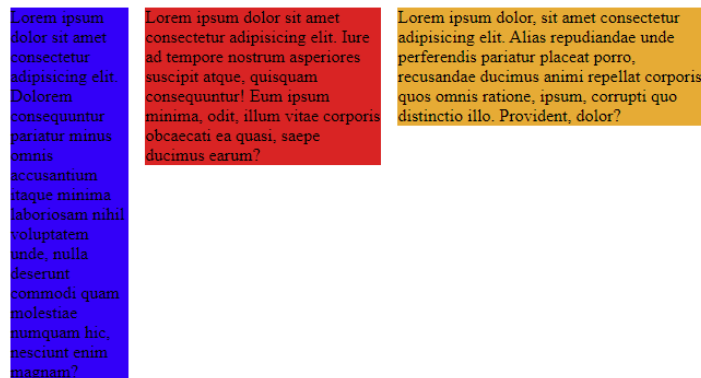 Lorem ipsum
dolor sit amet
consectetur
adipisicing elit.
Dolorem
consequuntur
pariatur minus
omnis
accusantium
itaque minima
laboriosam nihil
voluptatem
unde, nulla
deserunt
commodi quam
molestiae
numquam hic,
nesciunt enim
magnam?
Lorem ipsum dolor sit amet
consectetur adipisicing elit. Iure
ad tempore nostrum asperiores
suscipit atque, quisquam
consequuntur! Eum ipsum
minima, odit, illum vitae corporis
obcaecati ea quasi, saepe
ducimus earum?
Lorem ipsum dolor, sit amet consectetur
adipisicing elit. Alias repudiandae unde
perferendis pariatur placeat porro,
recusandae ducimus animi repellat corporis
quos omnis ratione, ipsum, corrupti quo
distinctio illo. Provident, dolor?